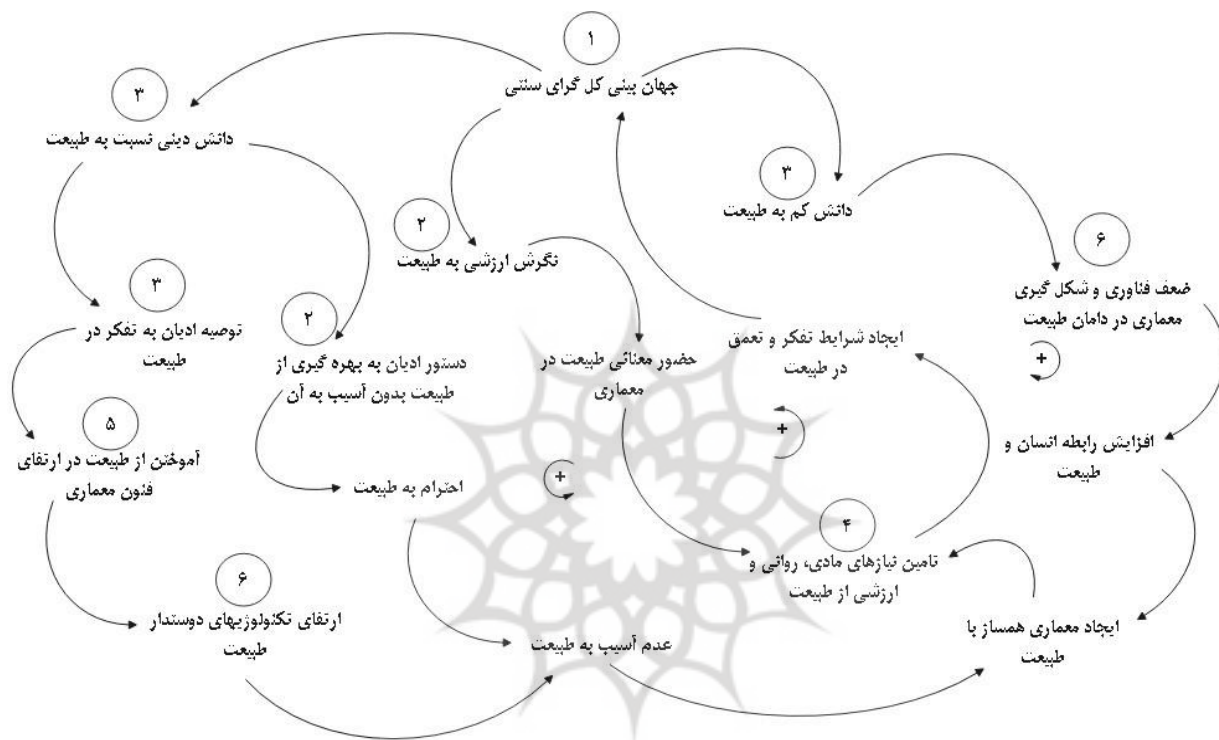 ۱
جهان بینی کل گرای سنتی
۳
دانش دینی نسبت به طبیعت
۳
دانش کم به طبیعت
۲
نگرش ارزشی به طبیعت
۶
ضعف فناوری و شکل گیری
معماری در دامان طبیعت
۳
توصیه ادیان به تفکر در
طبیعت
۲
دستور ادیان به بهره گیری از
طبیعت بدون آسیب به آن
حضور معنائی طبیعت در
معماری
ایجاد شرایط تفکر و تعمق
در طبیعت
+
+
+
افزایش رابطه انسان و
طبیعت
۵
آموختن از طبیعت در ارتقای
فنون معماری
احترام به طبیعت
۴
تامین نیازهای مادی، روانی و
ارزشی از طبیعت
۶
ارتقای تکنولوژیهای دوستدار
طبیعت
عدم آسیب به طبیعت
ایجاد معماری همساز با
طبیعت